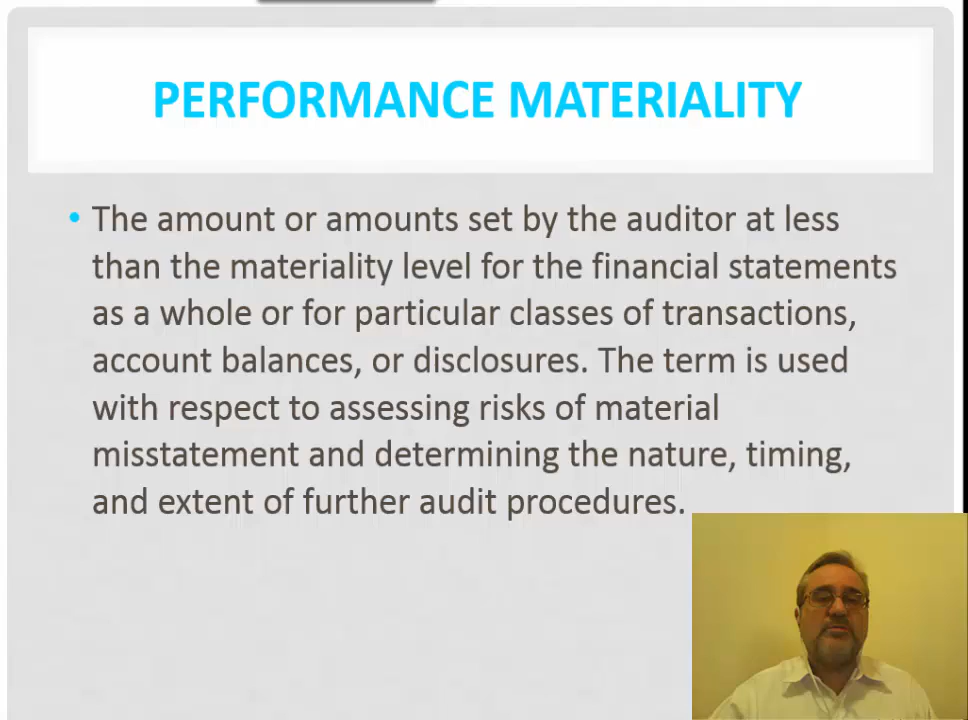 PERFORMANCE MATERIALITY
• The amount or amounts set by the auditor at less
than the materiality level for the financial statements
as a whole or for particular classes of transactions,
account balances, or disclosures. The term is used
with respect to assessing risks of material
misstatement and determining the nature, timing,
and extent of further audit procedures.